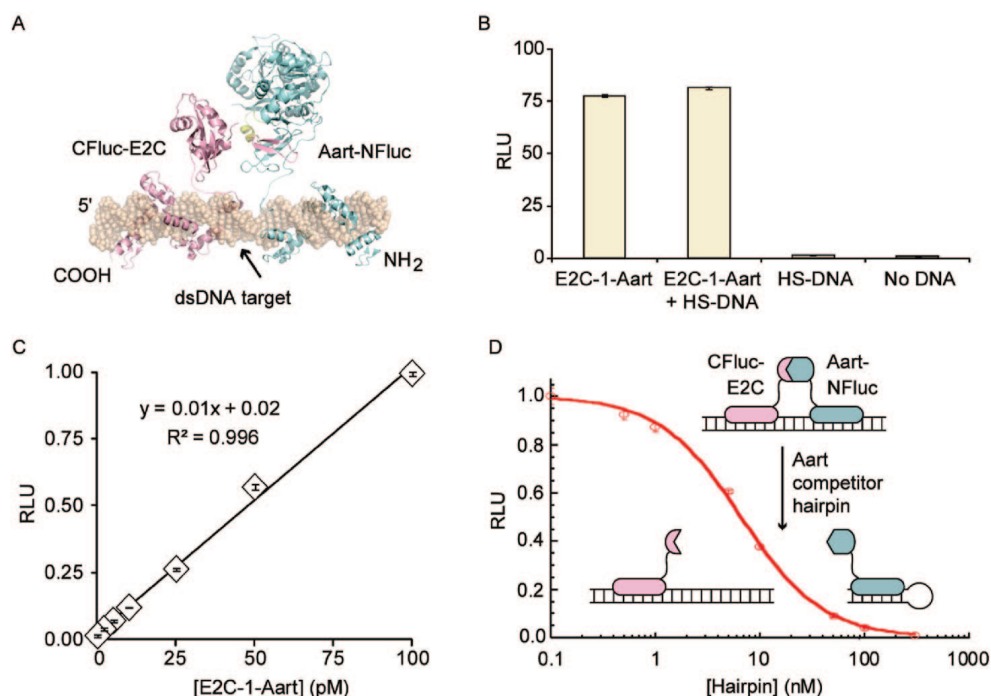 A
CFluc-E2C
Aart-NFluc
5'
COOH
NH2
dsDNA target
B
100
75
50
25
0
RLU
E2C-1-Aart
E2C-1-Aart
+ HS-DNA
HS-DNA
No DNA
C
1.00
0.75
0.50
0.25
0.00
RLU
y = 0.01x + 0.02
R² = 0.996
0
25
50
75
100
[E2C-1-Aart] (pM)
D
CFluc-
E2C
Aart-
NFluc
Aart
competitor
hairpin
1.0
0.8
0.6
0.4
0.2
0.0
RLU
0.1
1
10
100
1000
[Hairpin] (nM)